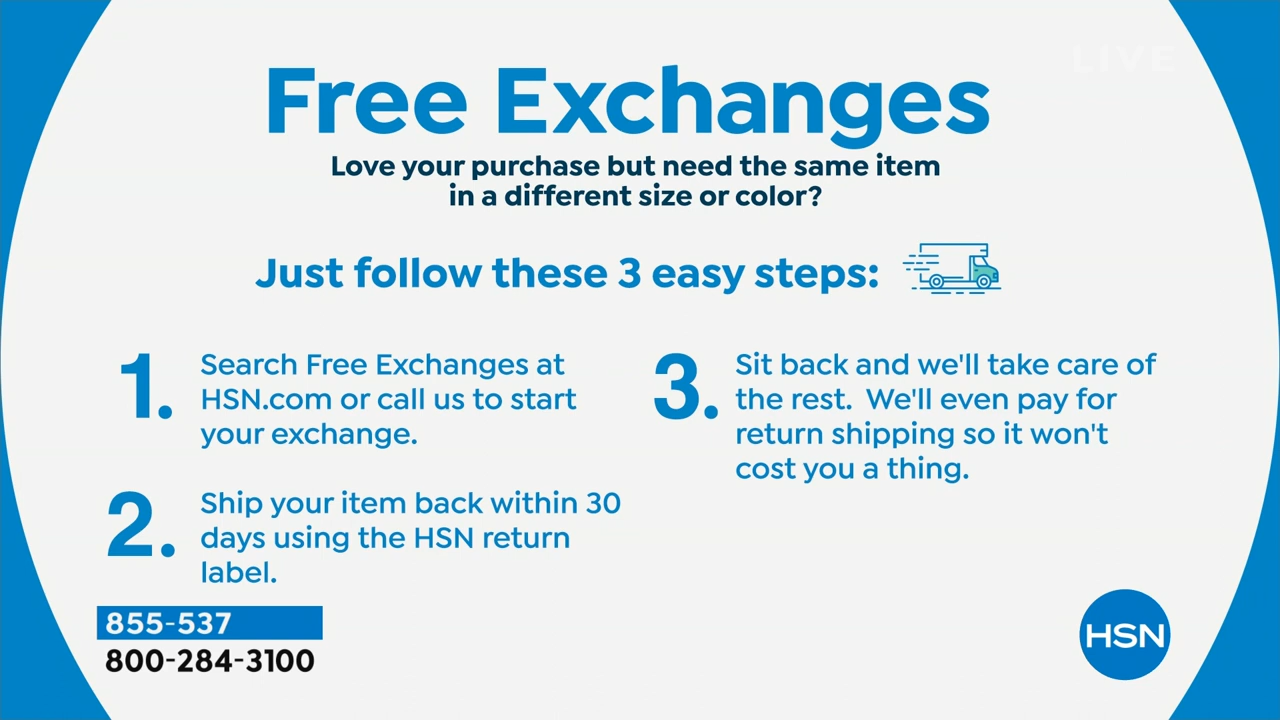 LIVE
Free Exchanges
Love your purchase but need the same item
in a different size or color?
Just follow these 3 easy steps:
1. Search Free Exchanges at
HSN.com or call us to start
your exchange.
2. Ship your item back within 30
days using the HSN return
label.
3. Sit back and we'll take care of
the rest.  We'll even pay for
return shipping so it won't
cost you a thing.
855-537
800-284-3100
HSN